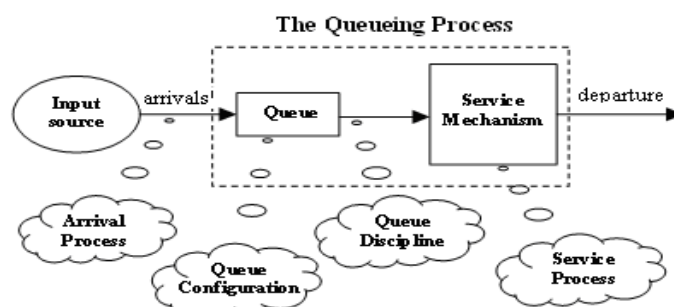 The Queueing Process
Input
source
arrivals
Queue
Service
Mechanism
departure
Arrival
Process
Queue
Configuration
Queue
Discipline
Service
Process